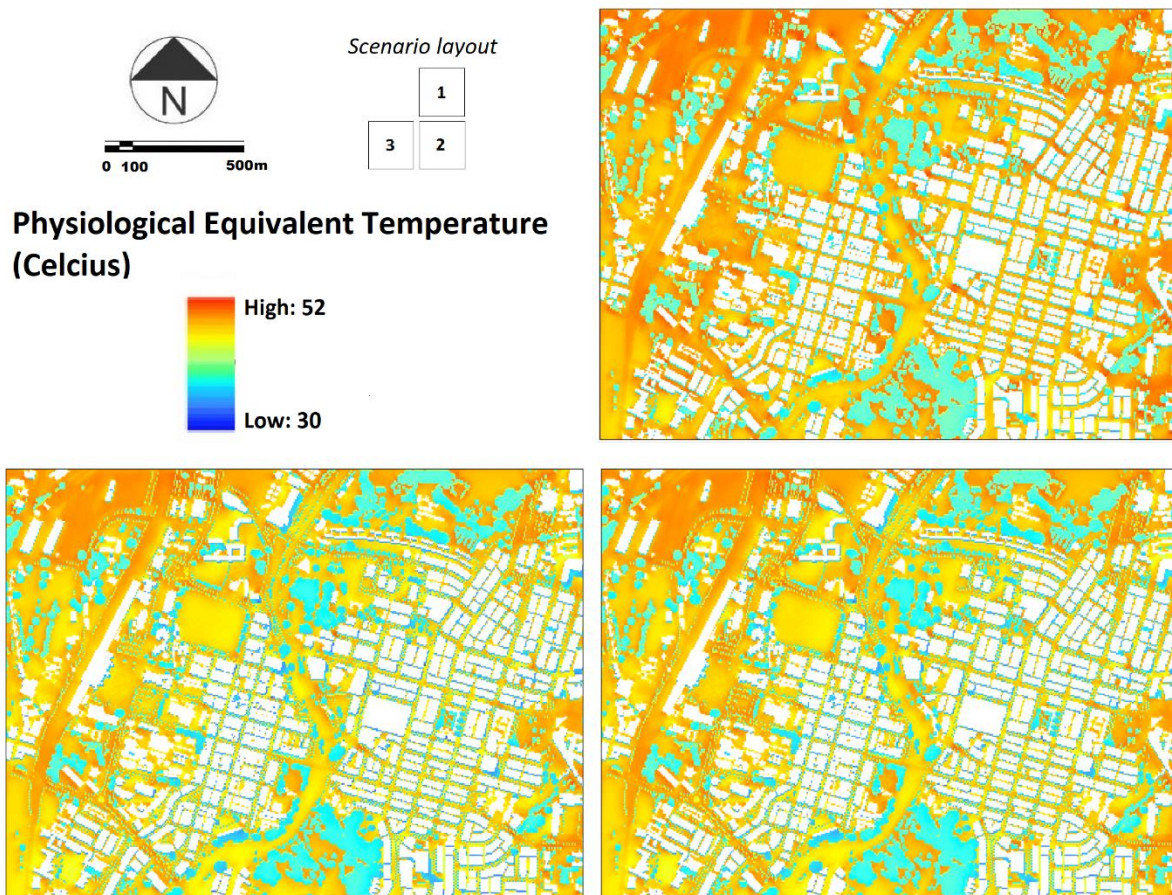 Scenario layout
N
1
3 2
0 100 500m
Physiological Equivalent Temperature
(Celcius)
High: 52
Low: 30